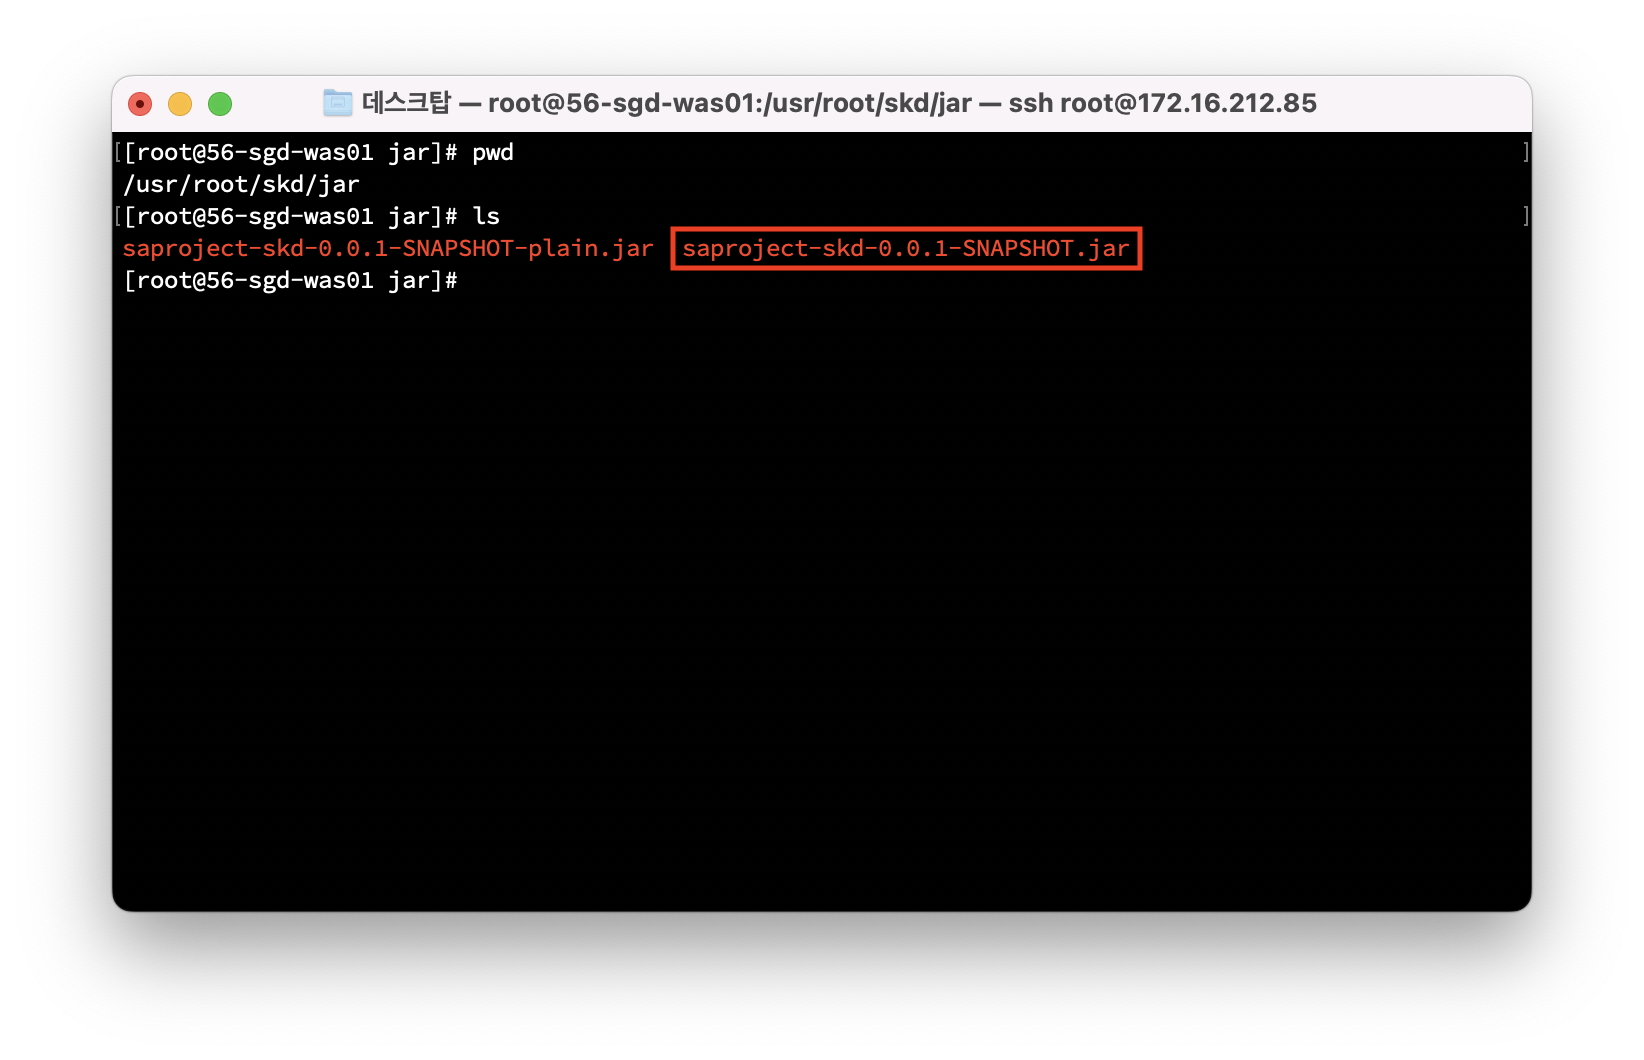 데스크탑 — root@56-sgd-was01:/usr/root/skd/jar — ssh root@172.16.212.85
[[root@56-sgd-was01 jar]# pwd ]
/usr/root/skd/jar
[[root@56-sgd-was01 jar]# ls ]
saproject-skd-0.0.1-SNAPSHOT-plain.jar saproject-skd-0.0.1-SNAPSHOT.jar
[root@56-sgd-was01 jar]#